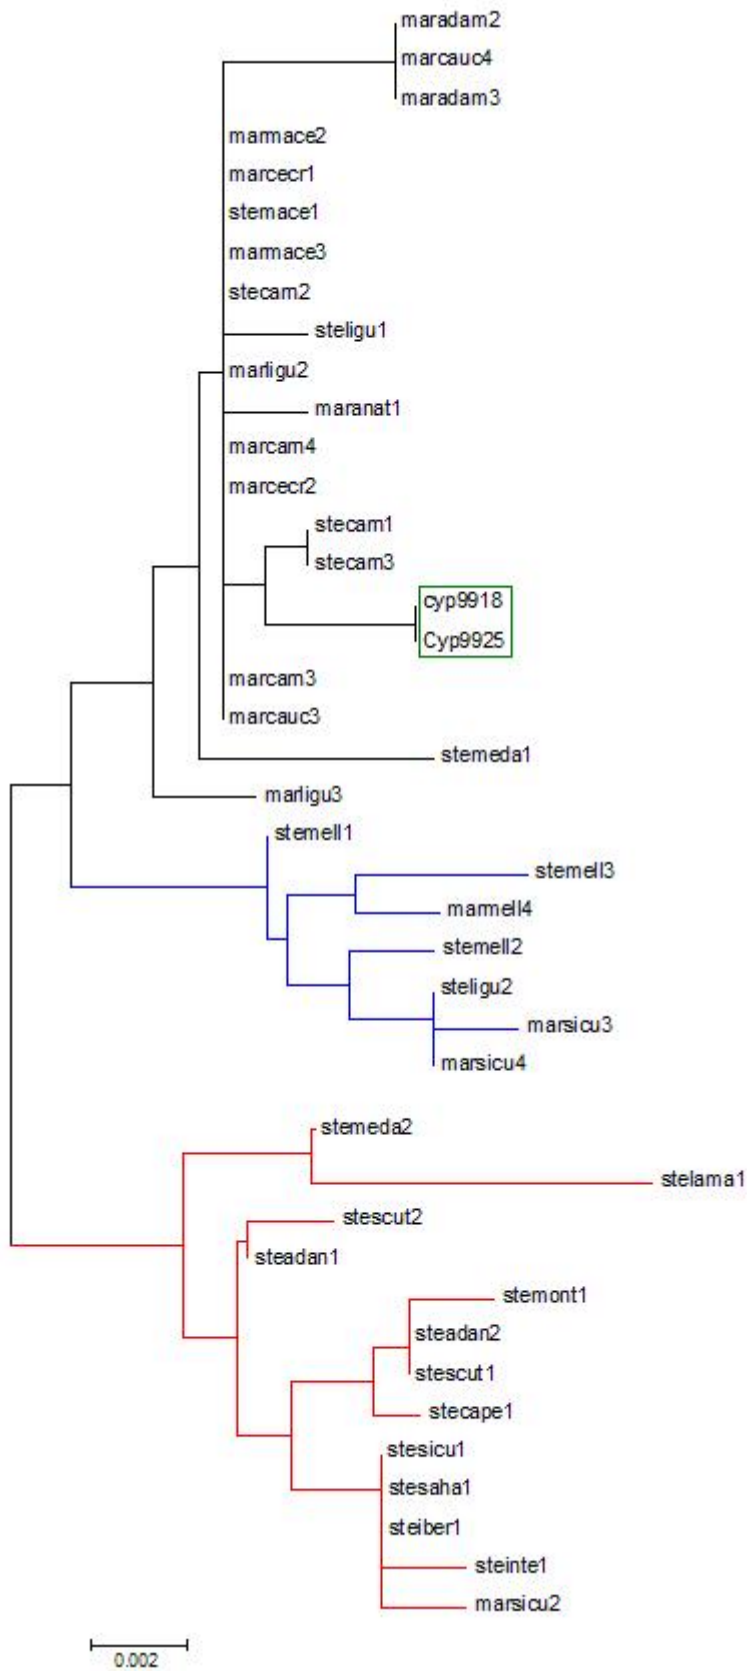 maradam2
marcauc4
maradam3
marmace2
marcecr1
stemace1
marmace3
stecam2
steligu1
marligu2
maranat1
marcam4
marcecr2
stecam1
stecam3
cyp9918
Cyp9925
marcam3
marcauc3
stemeda1
marligu3
stemell1
stemell3
marmell4
stemell2
steligu2
marsicu3
marsicu4
stemeda2
stelama1
stescut2
steadan1
stemont1
steadan2
stescut1
stecape1
stesicu1
stesaha1
steiber1
steinte1
marsicu2
0.002